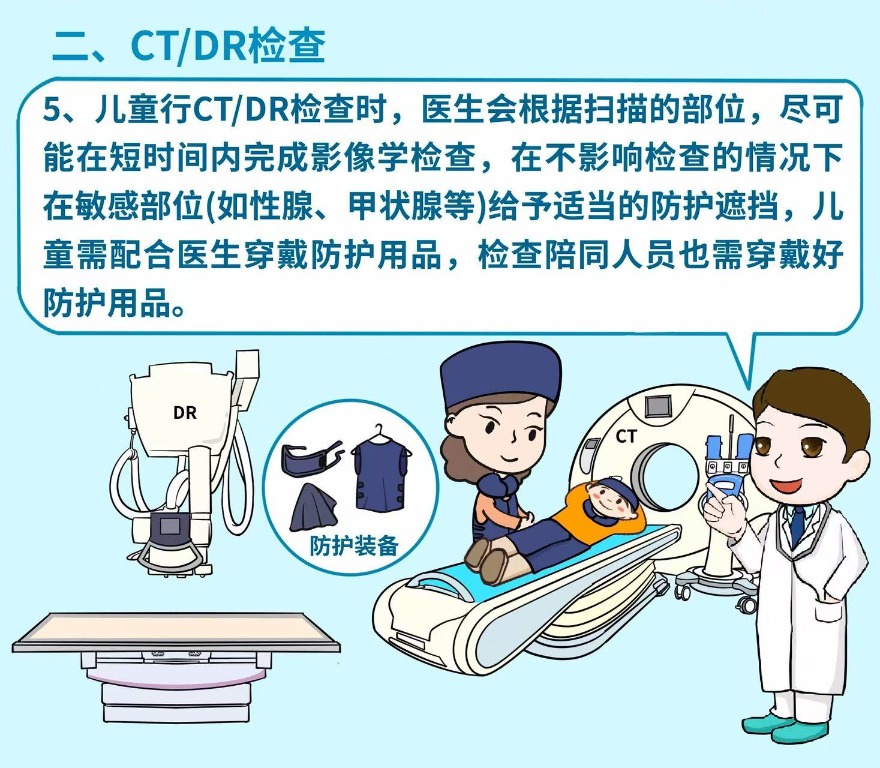 二、CT/DR检查
5、儿童行CT/DR检查时，医生会根据扫描的部位，尽可
能在短时间内完成影像学检查，在不影响检查的情况下
在敏感部位(如性腺、甲状腺等)给予适当的防护遮挡，儿
童需配合医生穿戴防护用品，检查陪同人员也需穿戴好
防护用品。
DR
CT
防护装备